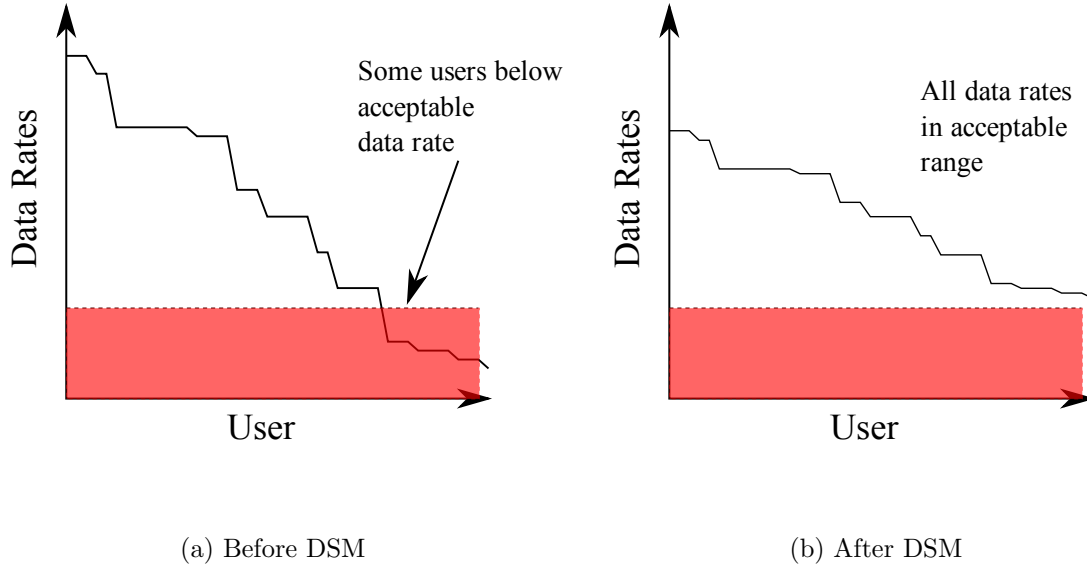 Data Rates
Some users below
acceptable
data rate
User
(a) Before DSM
Data Rates
All data rates
in acceptable
range
User
(b) After DSM